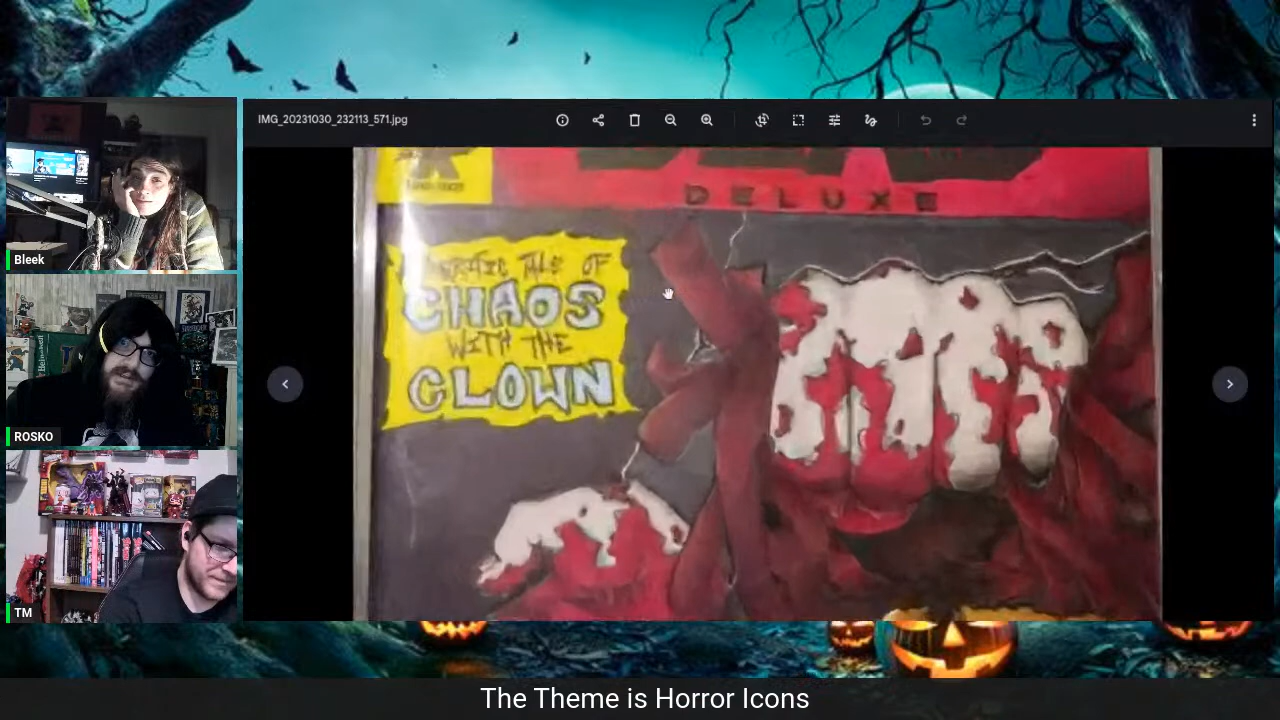 IMG_20231030_232113_571.jpg
DELUXE
TALE OF
CHAOS
WITH THE
CLOWN
Bleek
ROSKO
TM
The Theme is Horror Icons